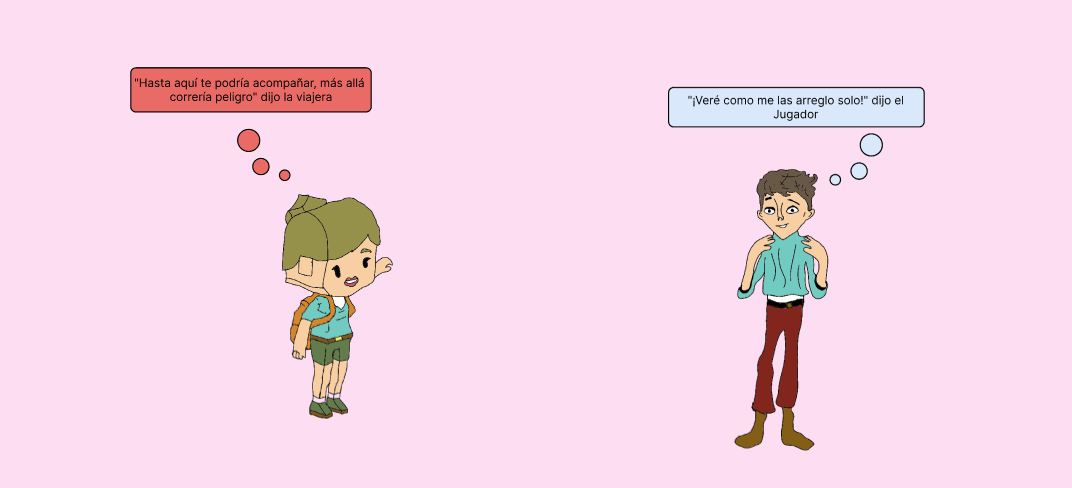 "Hasta aquí te podría acompañar, más allá
correría peligro" dijo la viajera
"¡Veré como me las arreglo solo!" dijo el
Jugador